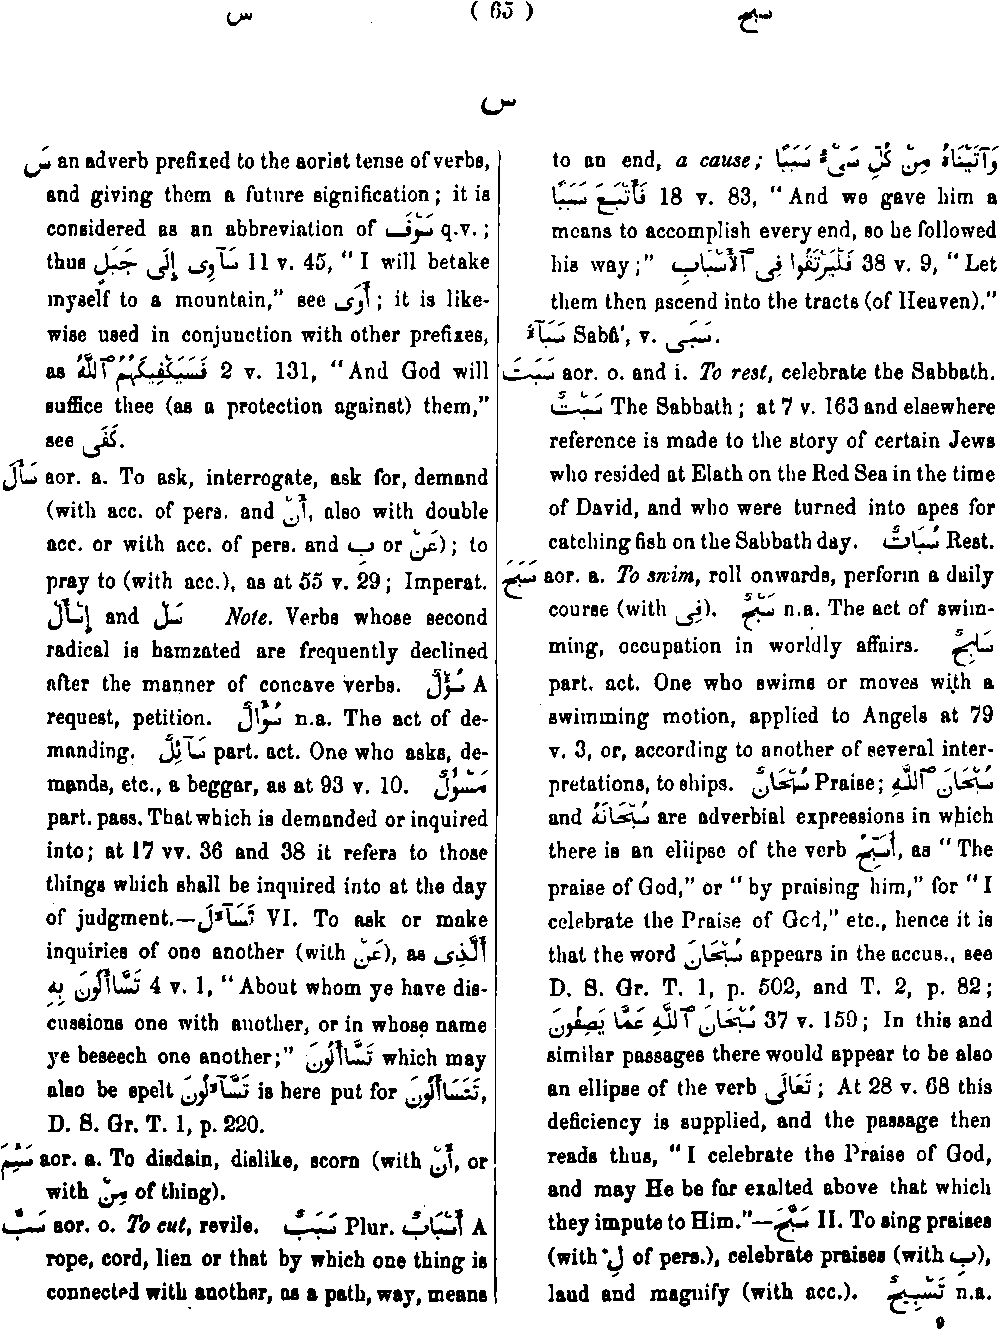 س ( 65 ) سبح
س
سَ an adverb prefixed to the aorist tense of verbs,
and giving them a future signification; it is
considered as an abbreviation of سَوْفَ q.v.;
thus سَآوِى إِلَى جَبَلٍ 11 v. 45, “I will betake
myself to a mountain,” see أَوَى; it is like-
wise used in conjunction with other prefixes,
as فَسَيَكْفِيكَهُمُ ٱللَّهُ 2 v. 131, “And God will
suffice thee (as a protection against) them,”
see كَفَى.
سَأَلَ aor. a. To ask, interrogate, ask for, demand
(with acc. of pers. and أَنْ, also with double
acc. or with acc. of pers. and ب or عَنْ); to
pray to (with acc.), as at 55 v. 29; Imperat.
إِسْأَلْ and سَلْ Note. Verbs whose second
radical is hamzated are frequently declined
after the manner of concave verbs. سُؤْلٌ A
request, petition. سُؤَالٌ n.a. The act of de-
manding. سَآئِلٌ part. act. One who asks, de-
mands, etc., a beggar, as at 93 v. 10. مَسْئُولٌ
part. pass. That which is demanded or inquired
into; at 17 vv. 36 and 38 it refers to those
things which shall be inquired into at the day
of judgment.—تَسَآءَلَ VI. To ask or make
inquiries of one another (with عَنْ), as ٱلَّذِى
تَسَّاأَلُونَ بِهِ 4 v. 1, “About whom ye have dis-
cussions one with another, or in whose name
ye beseech one another;” تَسَّاأَلُونَ which may
also be spelt تَسَّآءَلُونَ is here put for تَتَسَاأَلُونَ,
D. S. Gr. T. 1, p. 220.
سَئِمَ aor. a. To disdain, dislike, scorn (with أَنْ, or
with مِنْ of thing).
سَبَّ aor. o. To cut, revile. سَبَبٌ Plur. أَسْبَابٌ A
rope, cord, lien or that by which one thing is
connected with another, as a path, way, means
to an end, a cause; وَآتَيْنَاهُ مِنْ كُلِّ شَىْءٍ سَبَبًا
فَأَتْبَعَ سَبَبًا 18 v. 83, “And we gave him a
means to accomplish every end, so he followed
his way;” فَلْيَرْتَقُوا فِى ٱلْأَسْبَابِ 38 v. 9, “Let
them then ascend into the tracts (of Heaven).”
سَبَآءٌ Sabâ', v. سَبَى.
سَبَتَ aor. o. and i. To rest, celebrate the Sabbath.
سَبْتٌ The Sabbath; at 7 v. 163 and elsewhere
reference is made to the story of certain Jews
who resided at Elath on the Red Sea in the time
of David, and who were turned into apes for
catching fish on the Sabbath day. سُبَاتٌ Rest.
سَبَحَ aor. a. To swim, roll onwards, perform a daily
course (with فِى). سَبْحٌ n.a. The act of swim-
ming, occupation in worldly affairs. سَابِحٌ
part. act. One who swims or moves with a
swimming motion, applied to Angels at 79
v. 3, or, according to another of several inter-
pretations, to ships. سُبْحَانٌ Praise; سُبْحَانَ ٱللَّهِ
and سُبْحَانَهُ are adverbial expressions in which
there is an ellipse of the verb أُسَبِّحُ, as “The
praise of God,” or “by praising him,” for “I
celebrate the Praise of God,” etc., hence it is
that the word سُبْحَانَ appears in the accus., see
D. S. Gr. T. 1, p. 502, and T. 2, p. 82;
سُبْحَانَ ٱللَّهِ عَمَّا يَصِفُونَ 37 v. 159; In this and
similar passages there would appear to be also
an ellipse of the verb تَعَالَى; At 28 v. 68 this
deficiency is supplied, and the passage then
reads thus, “I celebrate the Praise of God,
and may He be far exalted above that which
they impute to Him.”—سَبَّحَ II. To sing praises
(with لِ of pers.), celebrate praises (with ب),
laud and magnify (with acc.). تَسْبِيحٌ n.a.
9